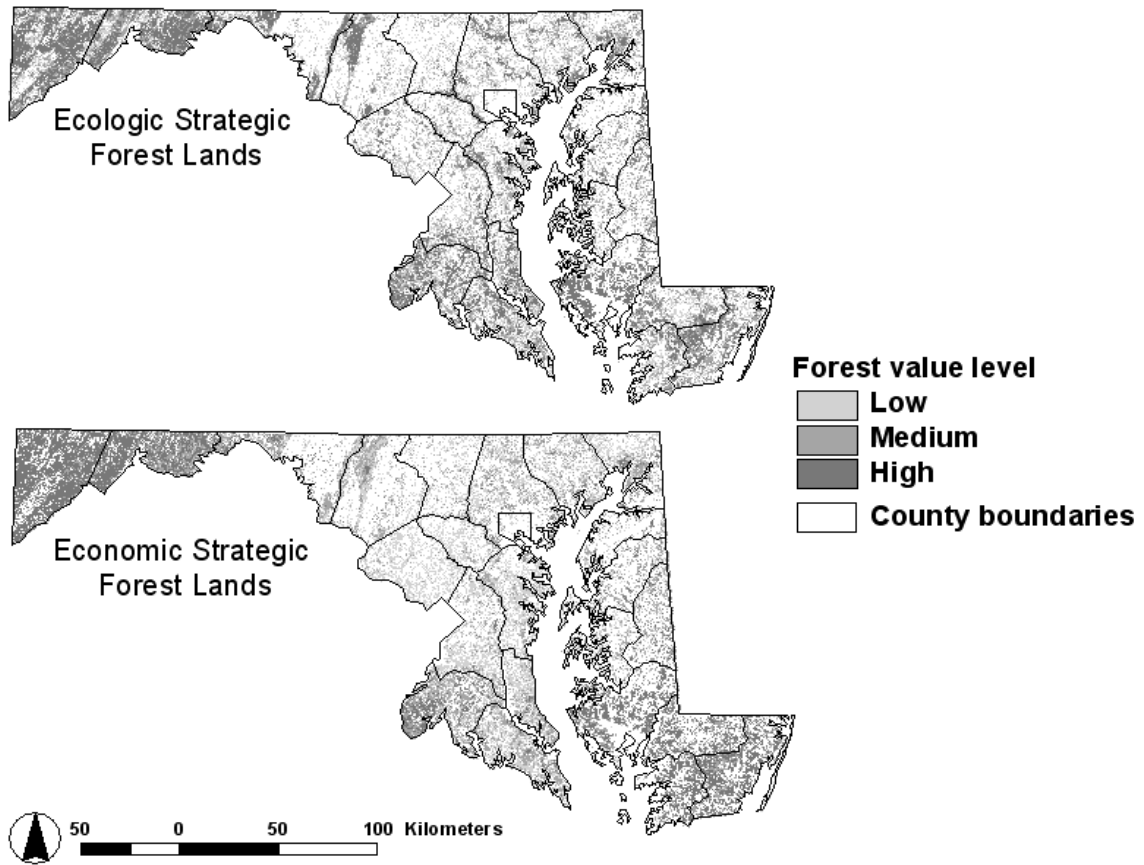 Ecologic Strategic
Forest Lands
Forest value level
Low
Medium
High
County boundaries
Economic Strategic
Forest Lands
50 0 50 100 Kilometers